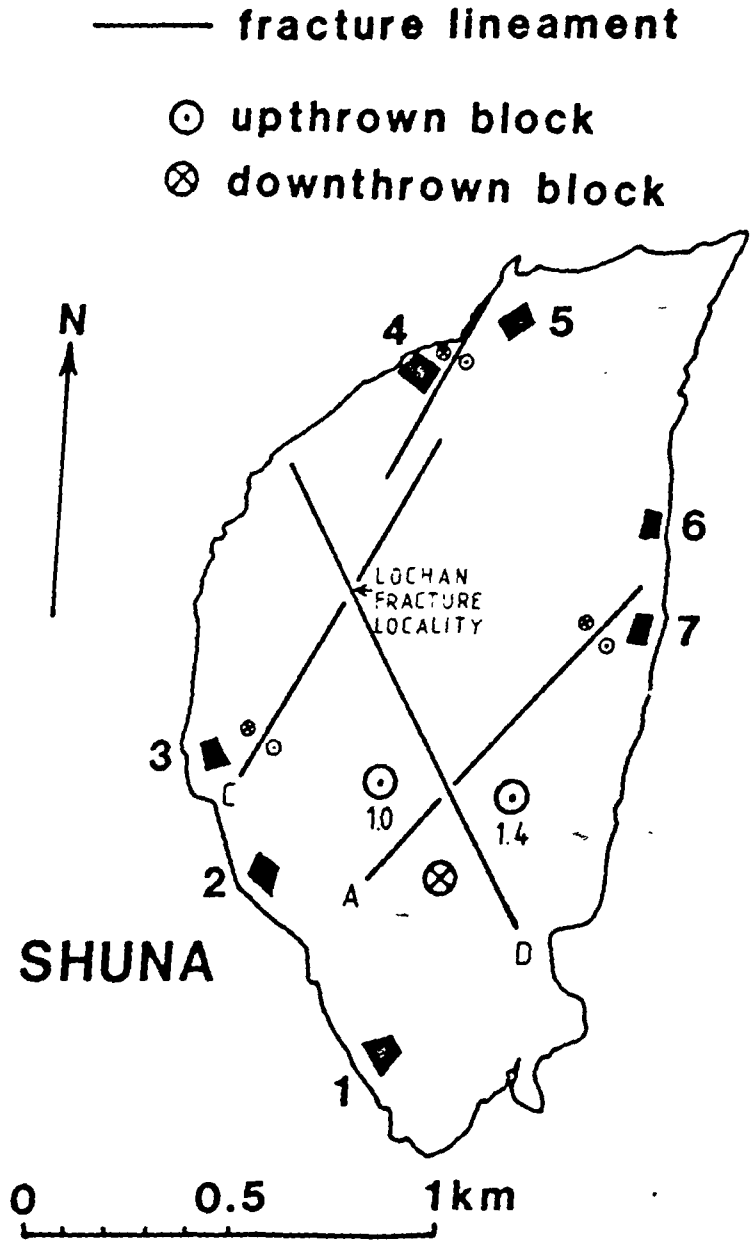 fracture lineament
upthrown block
downthrown block
N
4
5
6
LOCHAN
FRACTURE
LOCALITY
7
3
C
1.0
1.4
2
A
D
SHUNA
1
0 0.5 1km